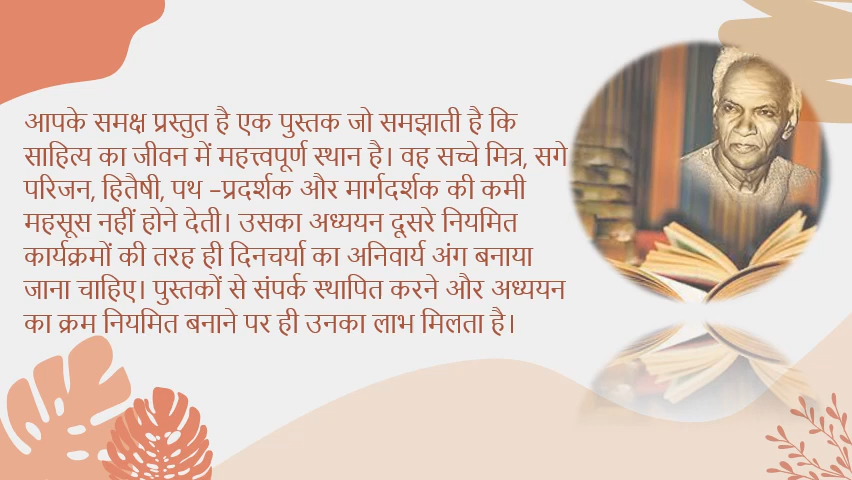 आपके समक्ष प्रस्तुत है एक पुस्तक जो समझाती है कि
साहित्य का जीवन में महत्त्वपूर्ण स्थान है। वह सच्चे मित्र, सगे
परिजन, हितैषी, पथ –प्रदर्शक और मार्गदर्शक की कमी
महसूस नहीं होने देती। उसका अध्ययन दूसरे नियमित
कार्यक्रमों की तरह ही दिनचर्या का अनिवार्य अंग बनाया
जाना चाहिए। पुस्तकों से संपर्क स्थापित करने और अध्ययन
का क्रम नियमित बनाने पर ही उनका लाभ मिलता है।